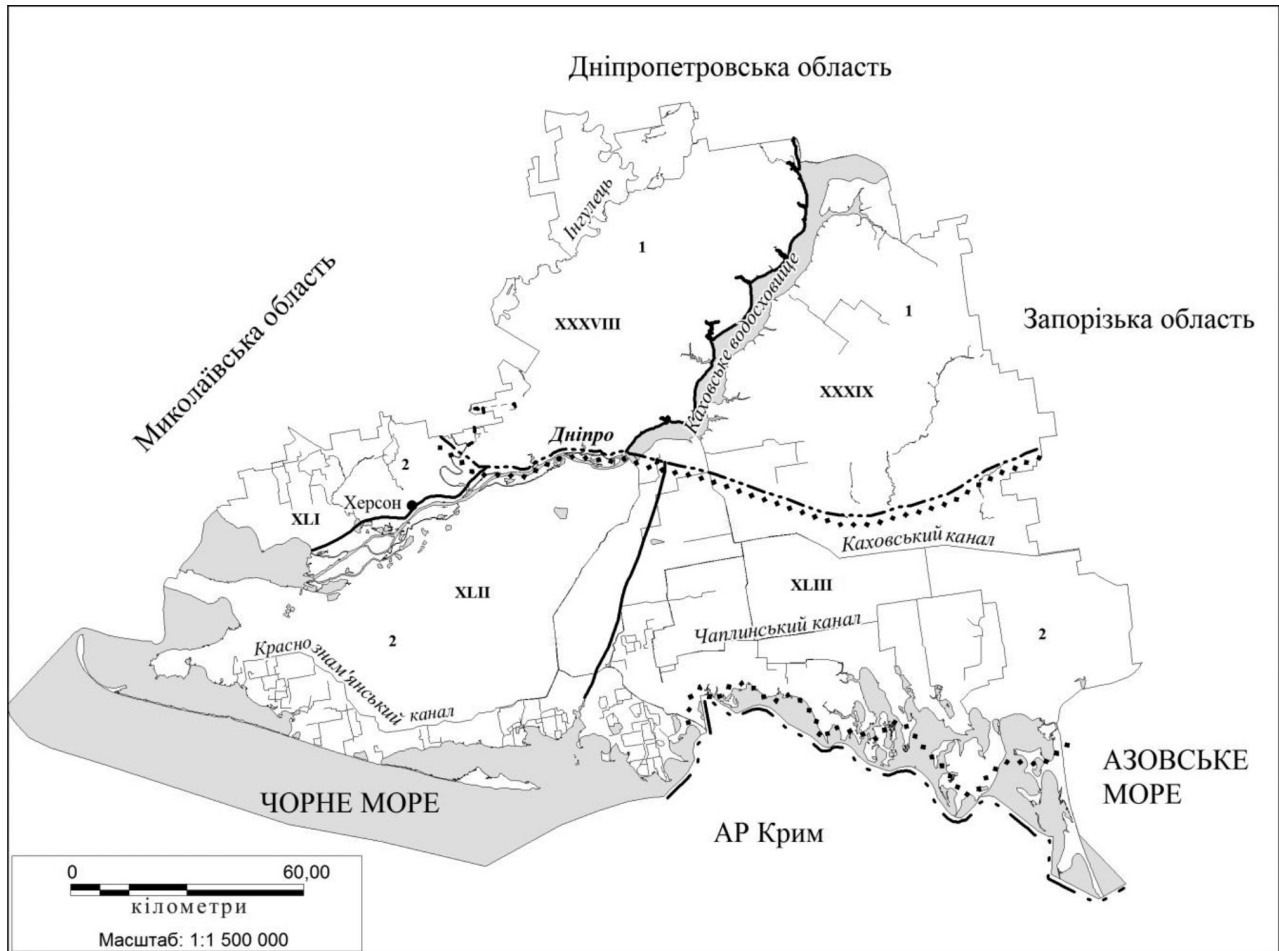 Дніпропетровська область
Інгулець
1
Миколаївська область
XXXVIII
Каховське водосховище
1
Запорізька область
XXXIX
Дніпро
2
Херсон
XLI
Каховський канал
XLII
XLIII
2
Красно знам'янський канал
Чаплинський канал
2
ЧОРНЕ МОРЕ
АЗОВСЬКЕ
МОРЕ
АР Крим
0 60,00
кілометри
Масштаб: 1:1 500 000